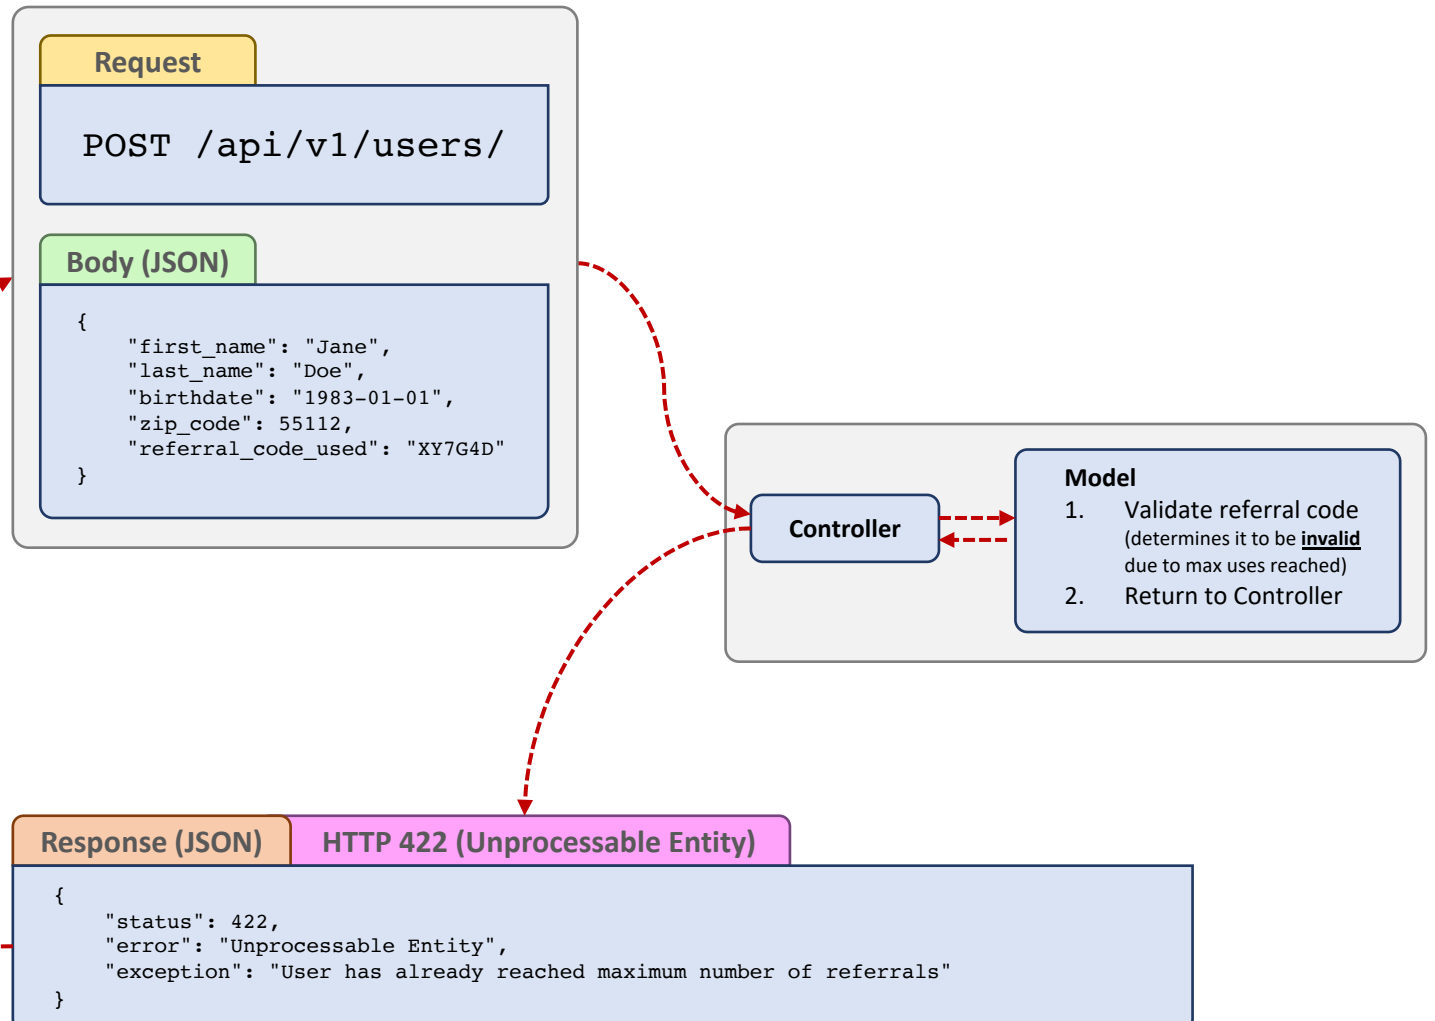 Request
POST /api/v1/users/
Body (JSON)
{
"first_name": "Jane",
"last_name": "Doe",
"birthdate": "1983-01-01",
"zip_code": 55112,
"referral_code_used": "XY7G4D"
}
Controller
Model
1. Validate referral code
(determines it to be invalid
due to max uses reached)
2. Return to Controller
Response (JSON)
HTTP 422 (Unprocessable Entity)
{
"status": 422,
"error": "Unprocessable Entity",
"exception": "User has already reached maximum number of referrals"
}